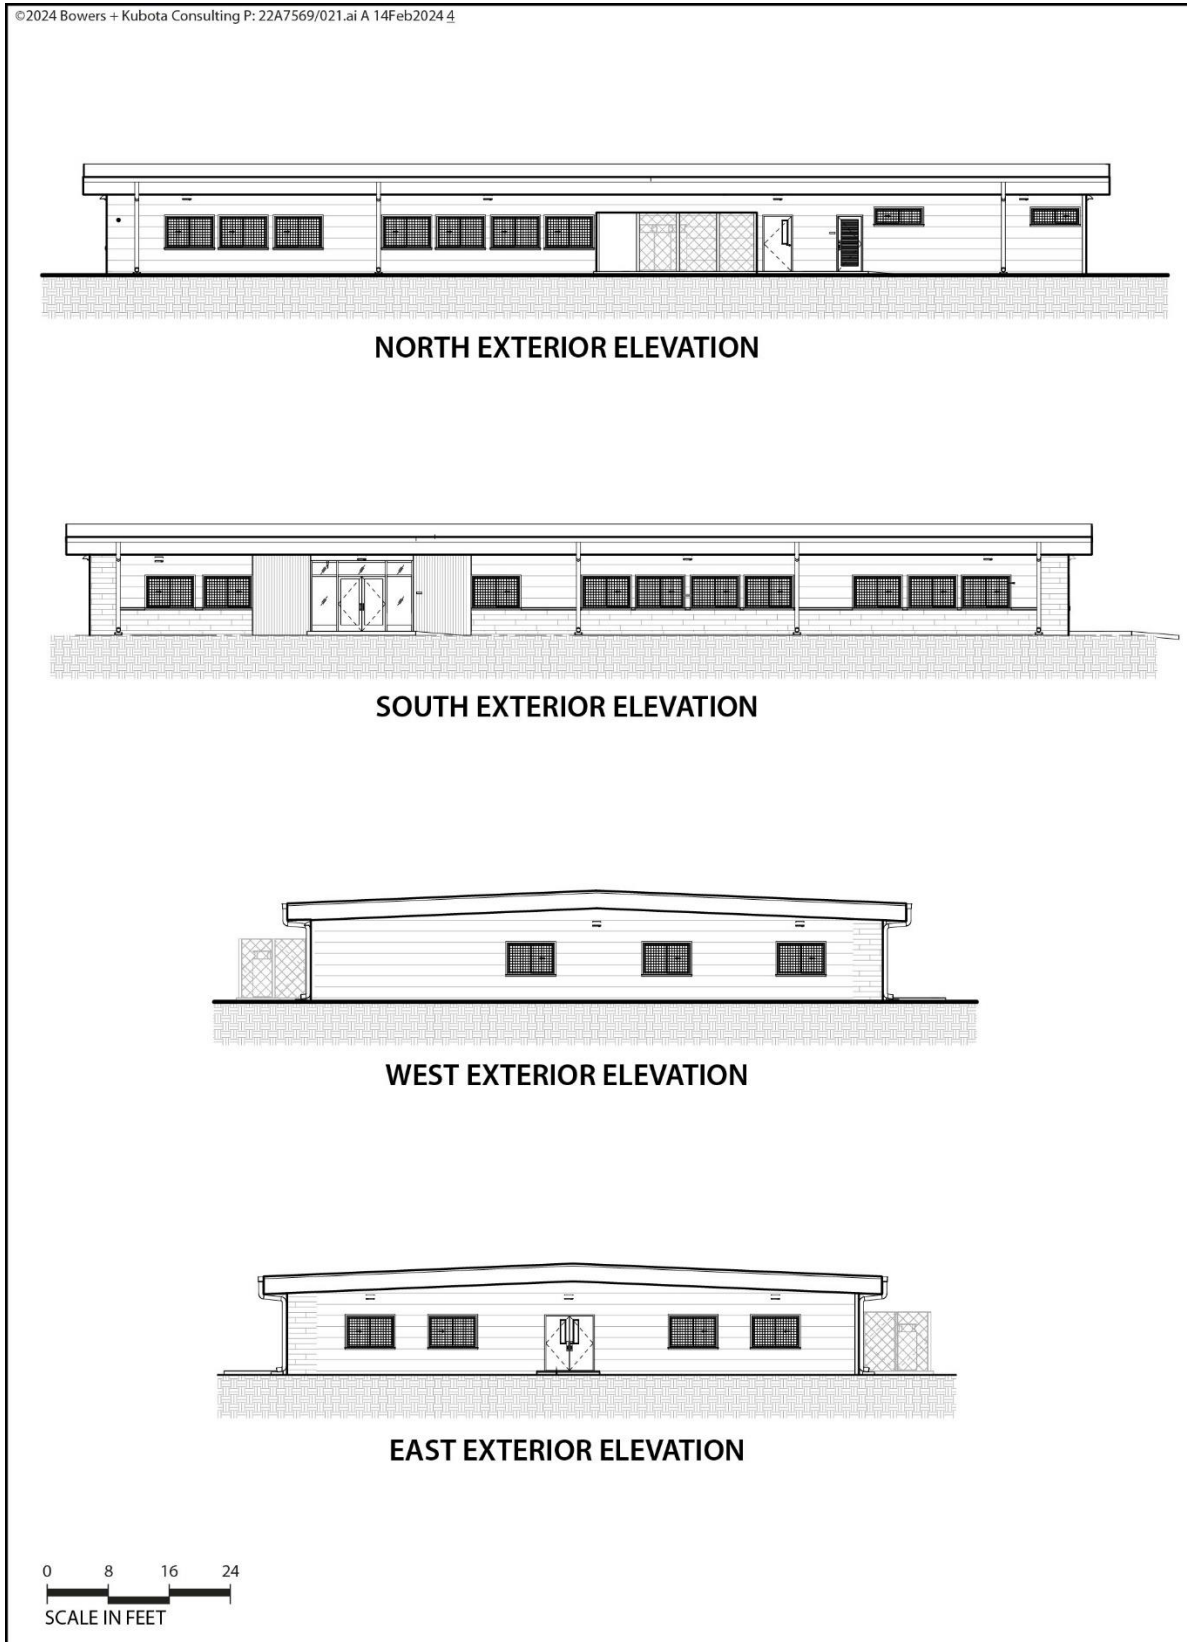 ©2024 Bowers + Kubota Consulting P: 22A7569/021.ai A 14Feb2024 4
NORTH EXTERIOR ELEVATION
SOUTH EXTERIOR ELEVATION
WEST EXTERIOR ELEVATION
EAST EXTERIOR ELEVATION
0 8 16 24
SCALE IN FEET